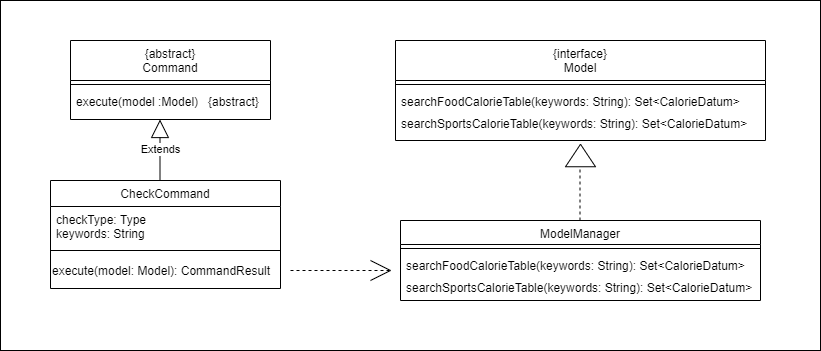 {abstract}
Command
execute(model :Model)   {abstract}
Extends
CheckCommand
checkType: Type
keywords: String
execute(model: Model): CommandResult
{interface}
Model
searchFoodCalorieTable(keywords: String): Set<CalorieDatum>
searchSportsCalorieTable(keywords: String): Set<CalorieDatum>
ModelManager
searchFoodCalorieTable(keywords: String): Set<CalorieDatum>
searchSportsCalorieTable(keywords: String): Set<CalorieDatum>